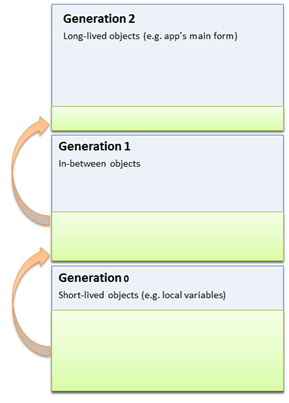 Generation 2
Long-lived objects (e.g. app's main form)
Generation 1
In-between objects
Generation 0
Short-lived objects (e.g. local variables)